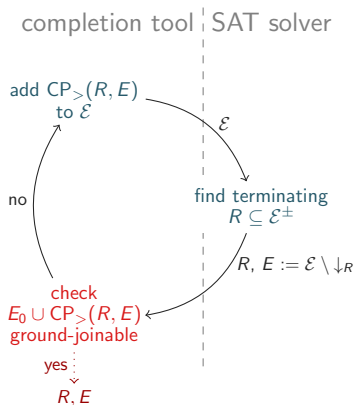 completion tool SAT solver
add CP>(R, E)
to ℰ
ℰ
no
find terminating
R ⊆ ℰ±
R, E := ℰ \ ↓R
check
E0 ∪ CP>(R, E)
ground-joinable
yes
R, E